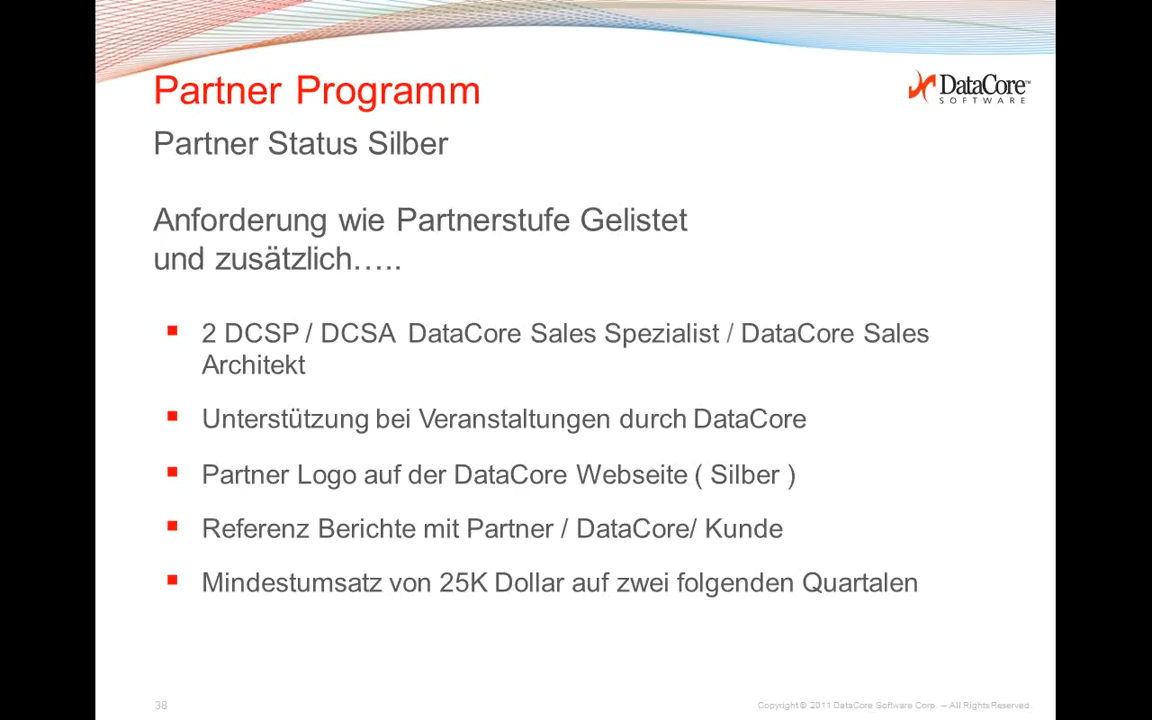 Partner Programm
DataCore™
SOFTWARE
Partner Status Silber
Anforderung wie Partnerstufe Gelistet
und zusätzlich…..
2 DCSP / DCSA DataCore Sales Spezialist / DataCore Sales
Architekt
Unterstützung bei Veranstaltungen durch DataCore
Partner Logo auf der DataCore Webseite ( Silber )
Referenz Berichte mit Partner / DataCore/ Kunde
Mindestumsatz von 25K Dollar auf zwei folgenden Quartalen
38
Copyright © 2011 DataCore Software Corp. – All Rights Reserved.